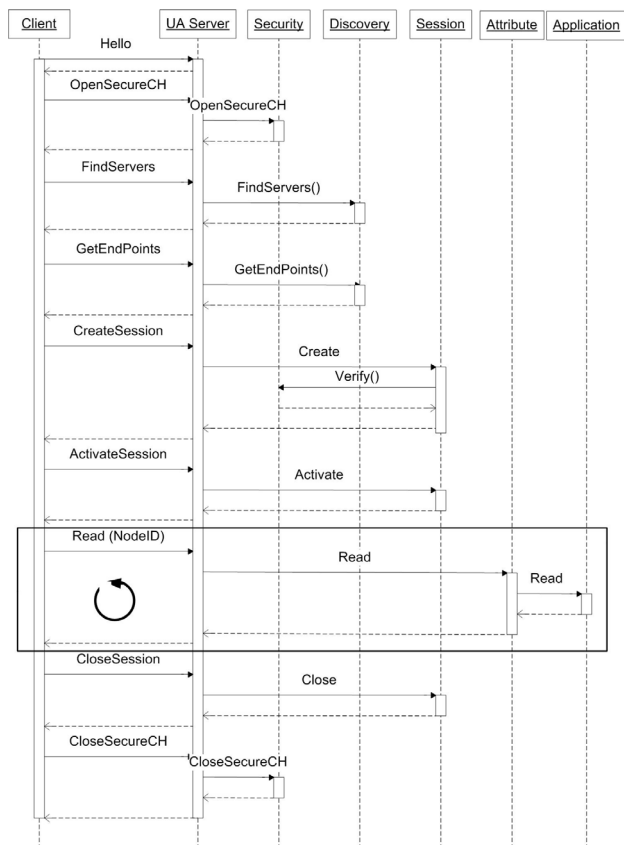 Client UA Server Security Discovery Session Attribute Application
Hello
OpenSecureCH
OpenSecureCH
FindServers
FindServers()
GetEndPoints
GetEndPoints()
CreateSession
Create
Verify()
ActivateSession
Activate
Read (NodeID)
Read
Read
CloseSession
Close
CloseSecureCH
CloseSecureCH